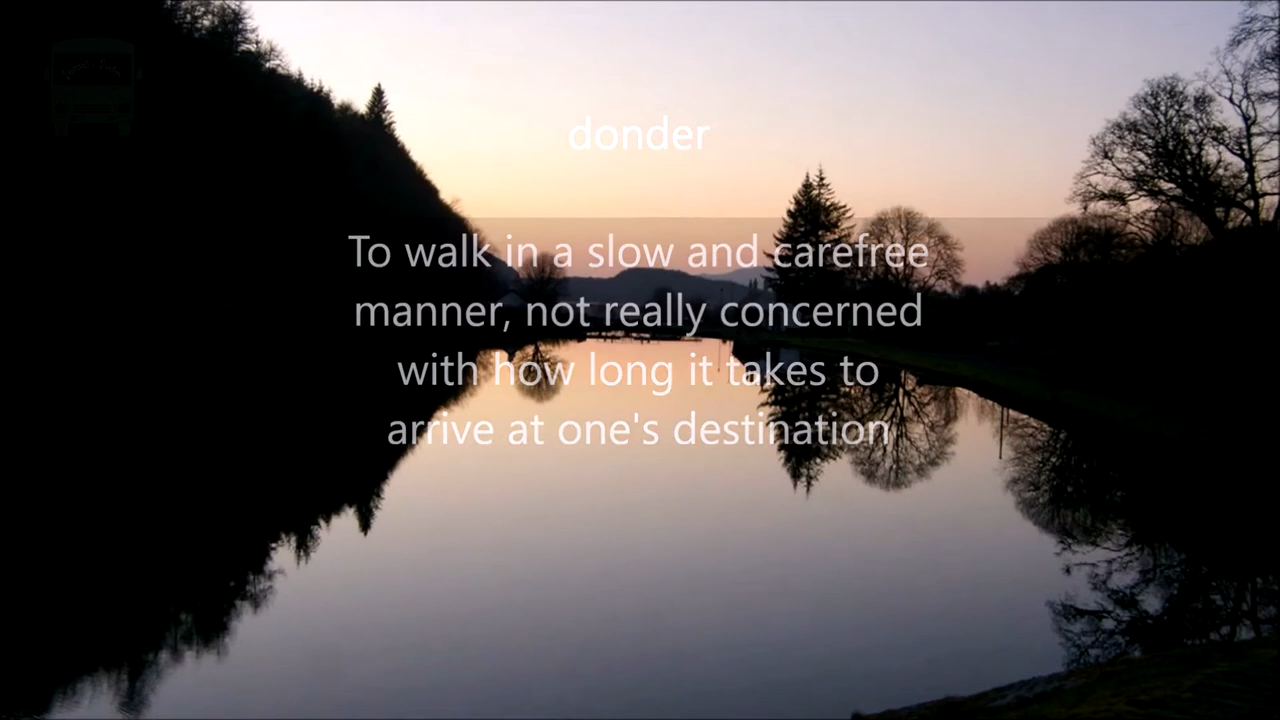 donder
To walk in a slow and carefree
manner, not really concerned
with how long it takes to
arrive at one's destination